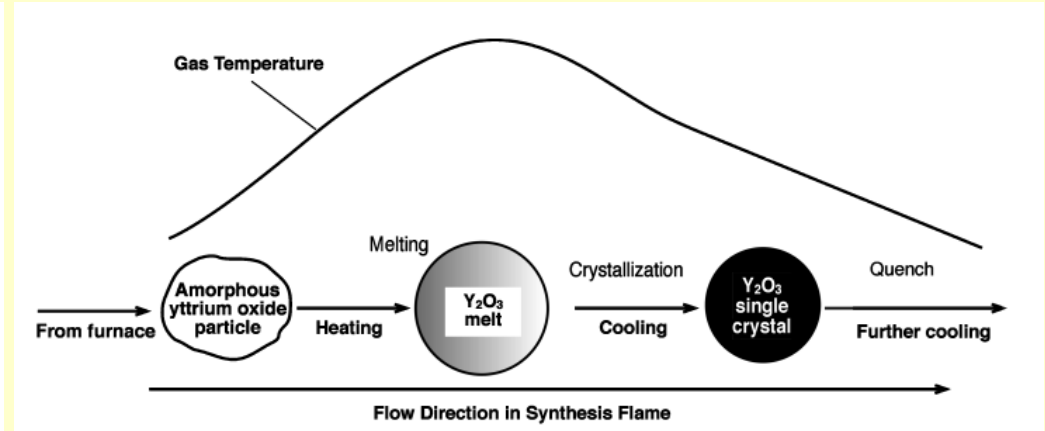 Gas Temperature
Melting
Crystallization
Quench
Amorphous
yttrium oxide
particle
Y₂O₃
melt
Y₂O₃
single
crystal
From furnace
Heating
Cooling
Further cooling
Flow Direction in Synthesis Flame